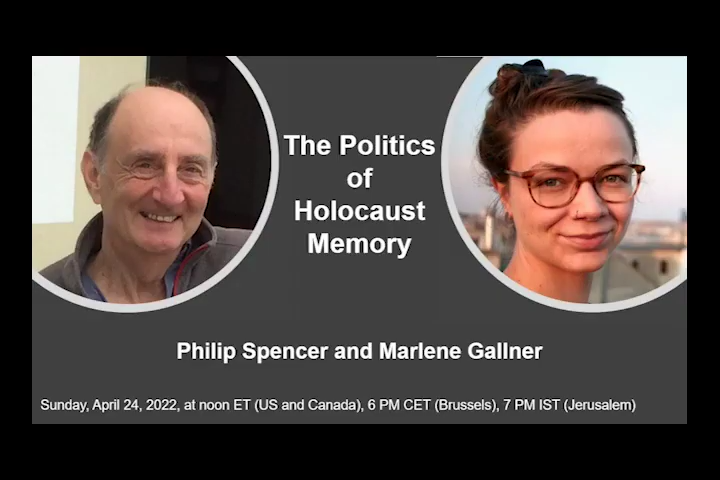 The Politics
of
Holocaust
Memory
Philip Spencer and Marlene Gallner
Sunday, April 24, 2022, at noon ET (US and Canada), 6 PM CET (Brussels), 7 PM IST (Jerusalem)